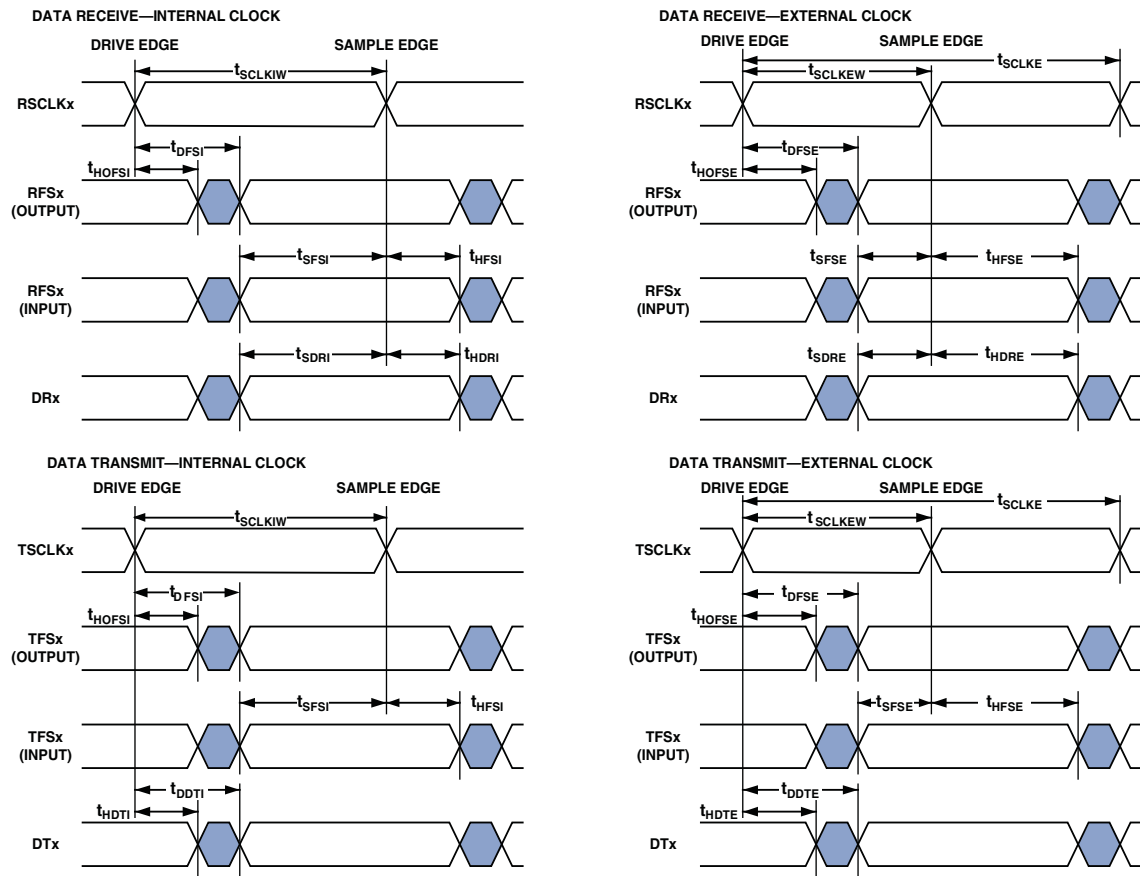 DATA RECEIVE—INTERNAL CLOCK
DRIVE EDGE SAMPLE EDGE
tSCLKIW
RSCLKx
tDFSI
tHOFSI
RFSx
(OUTPUT)
tSFSI tHFSI
RFSx
(INPUT)
tSDRI tHDRI
DRx
DATA RECEIVE—EXTERNAL CLOCK
DRIVE EDGE SAMPLE EDGE
tSCLKE
tSCLKEW
RSCLKx
tDFSE
tHOFSE
RFSx
(OUTPUT)
tSFSE tHFSE
RFSx
(INPUT)
tSDRE tHDRE
DRx
DATA TRANSMIT—INTERNAL CLOCK
DRIVE EDGE SAMPLE EDGE
tSCLKIW
TSCLKx
tDFSI
tHOFSI
TFSx
(OUTPUT)
tSFSI tHFSI
TFSx
(INPUT)
tDDTI
tHDTI
DTx
DATA TRANSMIT—EXTERNAL CLOCK
DRIVE EDGE SAMPLE EDGE
tSCLKE
tSCLKEW
TSCLKx
tDFSE
tHOFSE
TFSx
(OUTPUT)
tSFSE tHFSE
TFSx
(INPUT)
tDDTE
tHDTE
DTx